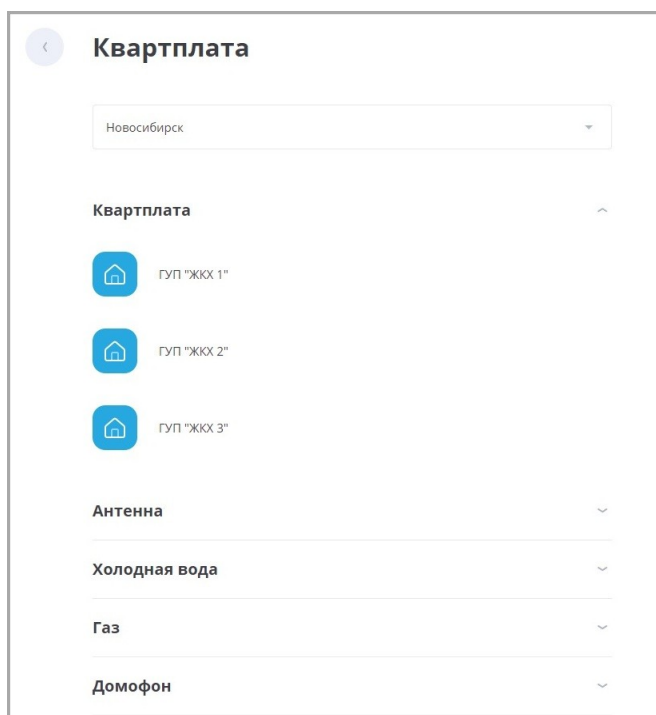 Квартплата
Новосибирск
Квартплата
ГУП "ЖКХ 1"
ГУП "ЖКХ 2"
ГУП "ЖКХ 3"
Антенна
Холодная вода
Газ
Домофон